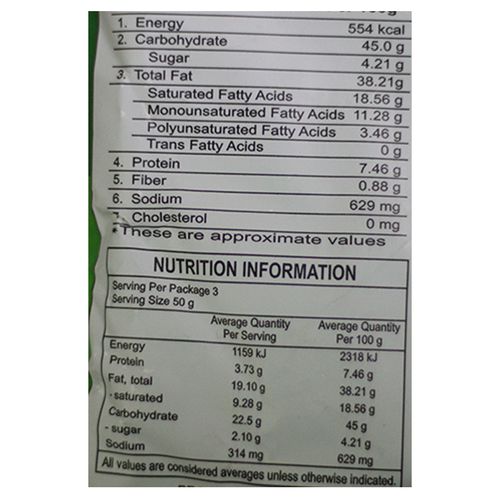 1. Energy 554 kcal
2. Carbohydrate 45.0 g
Sugar 4.21 g
3. Total Fat 38.21g
Saturated Fatty Acids 18.56 g
Monounsaturated Fatty Acids 11.28 g
Polyunsaturated Fatty Acids 3.46 g
Trans Fatty Acids 0 g
4. Protein 7.46 g
5. Fiber 0.88 g
6. Sodium 629 mg
7. Cholesterol 0 mg
*These are approximate values
NUTRITION INFORMATION
Serving Per Package 3
Serving Size 50 g
Average Quantity Average Quantity
Per Serving Per 100 g
Energy 1159 kJ 2318 kJ
Protein 3.73 g 7.46 g
Fat, total 19.10 g 38.21 g
- saturated 9.28 g 18.56 g
Carbohydrate 22.5 g 45 g
- sugar 2.10 g 4.21 g
Sodium 314 mg 629 mg
All values are considered averages unless otherwise indicated.